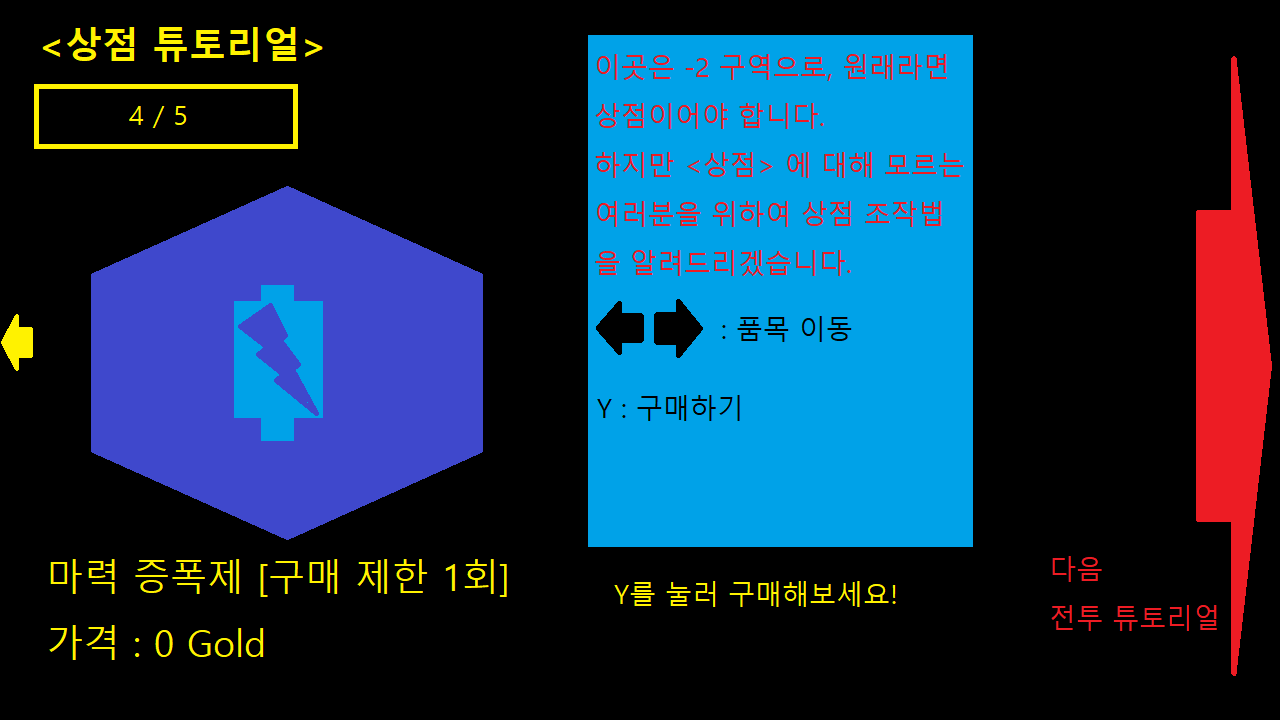 <상점 튜토리얼>
4 / 5
이곳은 -2 구역으로, 원래라면
상점이어야 합니다.
하지만 <상점> 에 대해 모르는
여러분을 위하여 상점 조작법
을 알려드리겠습니다.
: 품목 이동
Y : 구매하기
마력 증폭제 [구매 제한 1회]
가격 : 0 Gold
Y를 눌러 구매해보세요!
다음
전투 튜토리얼